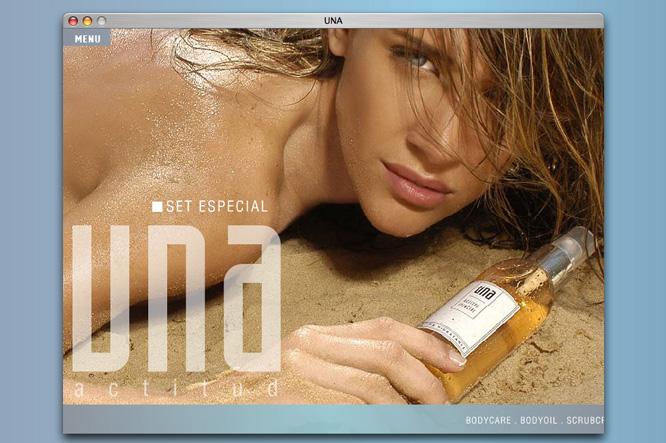 UNA
MENU
SET ESPECIAL
una
actitud
una
BODYCARE . BODYOIL . SCRUBCR